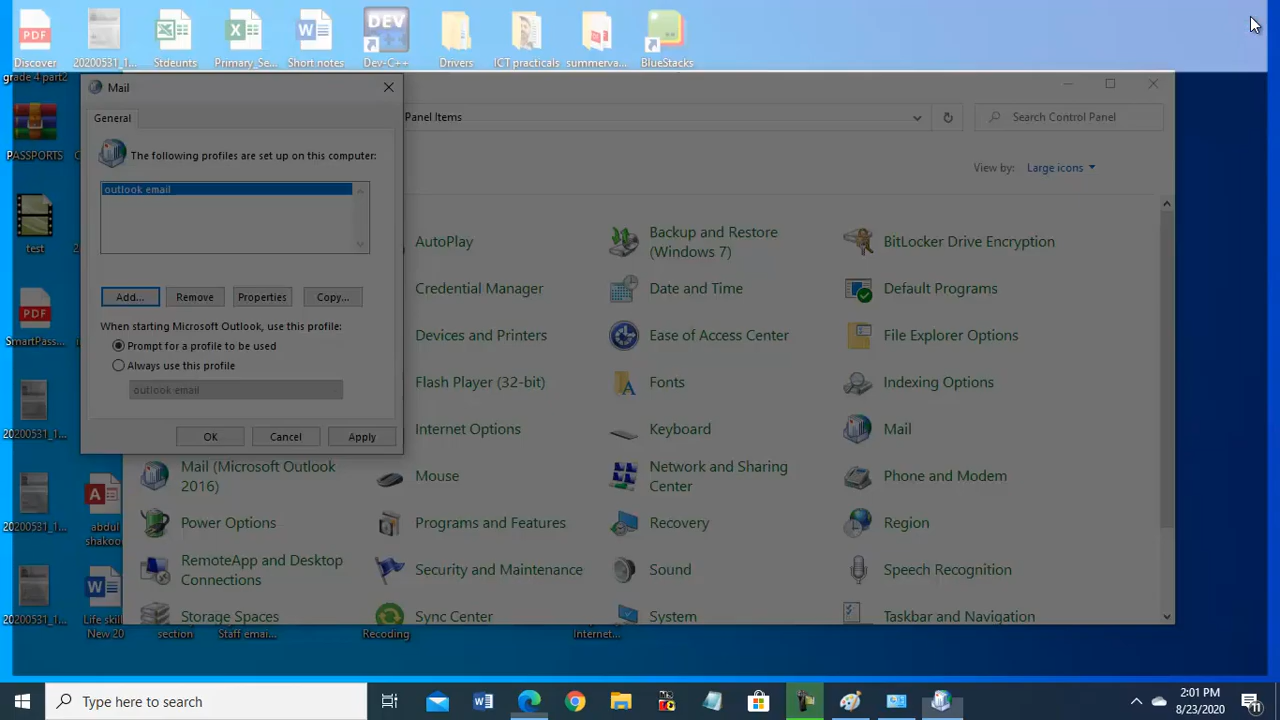 Discover
grade 4 part2
20200531_1...
Stdeunts
Primary_Se...
Short notes
DEV
Dev-C++
Drivers
ICT practicals
summerva...
BlueStacks
PDF
PASSPORTS
test
PDF
SmartPass...
20200531_1...
20200531_1...
20200531_1...
abdul
shakoor
Life skill
New 20
section
Staff emai...
Recoding
Internet...
Mail
General
The following profiles are set up on this computer:
outlook email
Add...
Remove
Properties
Copy...
When starting Microsoft Outlook, use this profile:
Prompt for a profile to be used
Always use this profile
outlook email
OK
Cancel
Apply
Panel Items
Search Control Panel
View by:
Large icons
AutoPlay
Backup and Restore
(Windows 7)
BitLocker Drive Encryption
Credential Manager
Date and Time
Default Programs
Devices and Printers
Ease of Access Center
File Explorer Options
Flash Player (32-bit)
Fonts
Indexing Options
Internet Options
Keyboard
Mail
Mail (Microsoft Outlook
2016)
Mouse
Network and Sharing
Center
Phone and Modem
Power Options
Programs and Features
Recovery
Region
RemoteApp and Desktop
Connections
Security and Maintenance
Sound
Speech Recognition
Storage Spaces
Sync Center
System
Taskbar and Navigation
Type here to search
2:01 PM
8/23/2020
11